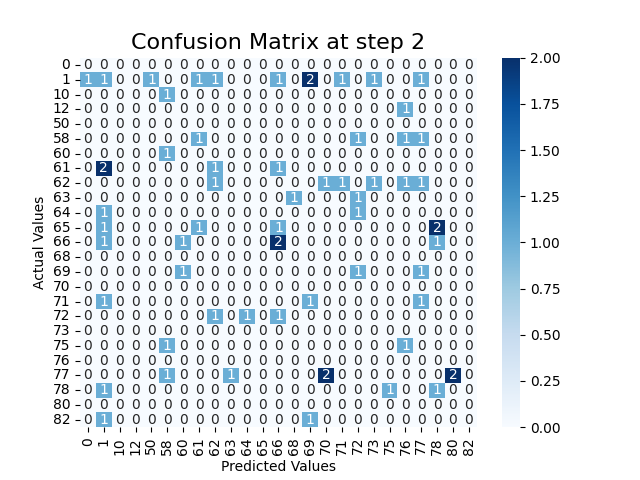 Confusion Matrix at step 2
0 0 0 0 0 0 0 0 0 0 0 0 0 0 0 0 0 0 0 0 0 0 0 0 0 0
1 1 1 0 0 1 0 0 1 1 0 0 0 1 0 2 0 1 0 1 0 0 1 0 0 0
10 0 0 0 0 0 1 0 0 0 0 0 0 0 0 0 0 0 0 0 0 0 0 0 0 0
12 0 0 0 0 0 0 0 0 0 0 0 0 0 0 0 0 0 0 0 0 1 0 0 0 0
50 0 0 0 0 0 0 0 0 0 0 0 0 0 0 0 0 0 0 0 0 0 0 0 0 0
58 0 0 0 0 0 0 0 1 0 0 0 0 0 0 0 0 0 1 0 0 1 1 0 0 0
60 0 0 0 0 0 1 0 0 0 0 0 0 0 0 0 0 0 0 0 0 0 0 0 0 0
61 0 2 0 0 0 0 0 0 1 0 0 0 1 0 0 0 0 0 0 0 0 0 0 0 0
62 0 0 0 0 0 0 0 0 1 0 0 0 0 0 0 1 1 0 1 0 1 1 0 0 0
63 0 0 0 0 0 0 0 0 0 0 0 0 0 1 0 0 0 1 0 0 0 0 0 0 0
64 0 1 0 0 0 0 0 0 0 0 0 0 0 0 0 0 0 1 0 0 0 0 0 0 0
65 0 1 0 0 0 0 0 1 0 0 0 0 1 0 0 0 0 0 0 0 0 0 2 0 0
66 0 1 0 0 0 0 1 0 0 0 0 0 2 0 0 0 0 0 0 0 0 0 1 0 0
68 0 0 0 0 0 0 0 0 0 0 0 0 0 0 0 0 0 0 0 0 0 0 0 0 0
69 0 0 0 0 0 0 1 0 0 0 0 0 0 0 0 0 0 1 0 0 0 1 0 0 0
70 0 0 0 0 0 0 0 0 0 0 0 0 0 0 0 0 0 0 0 0 0 0 0 0 0
71 0 1 0 0 0 0 0 0 0 0 0 0 0 0 1 0 0 0 0 0 0 1 0 0 0
72 0 0 0 0 0 0 0 0 1 0 1 0 1 0 0 0 0 0 0 0 0 0 0 0 0
73 0 0 0 0 0 0 0 0 0 0 0 0 0 0 0 0 0 0 0 0 0 0 0 0 0
75 0 0 0 0 0 1 0 0 0 0 0 0 0 0 0 0 0 0 0 0 1 0 0 0 0
76 0 0 0 0 0 0 0 0 0 0 0 0 0 0 0 0 0 0 0 0 0 0 0 0 0
77 0 0 0 0 0 1 0 0 0 1 0 0 0 0 0 2 0 0 0 0 0 0 0 2 0
78 0 1 0 0 0 0 0 0 0 0 0 0 0 0 0 0 0 0 0 1 0 0 1 0 0
80 0 0 0 0 0 0 0 0 0 0 0 0 0 0 0 0 0 0 0 0 0 0 0 0 0
82 0 1 0 0 0 0 0 0 0 0 0 0 0 0 1 0 0 0 0 0 0 0 0 0 0
0 1 10 12 50 58 60 61 62 63 64 65 66 68 69 70 71 72 73 75 76 77 78 80 82
Predicted Values
Actual Values
2.00
1.75
1.50
1.25
1.00
0.75
0.50
0.25
0.00